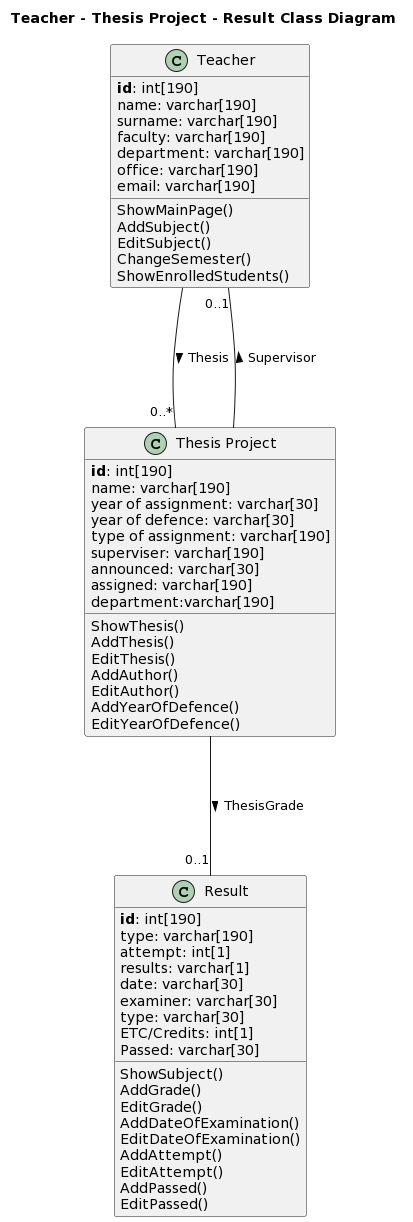 Teacher - Thesis Project - Result Class Diagram
C Teacher
id: int[190]
name: varchar[190]
surname: varchar[190]
faculty: varchar[190]
department: varchar[190]
office: varchar[190]
email: varchar[190]
ShowMainPage()
AddSubject()
EditSubject()
ChangeSemester()
ShowEnrolledStudents()
0..1
Thesis
Supervisor
0..*
C Thesis Project
id: int[190]
name: varchar[190]
year of assignment: varchar[30]
year of defence: varchar[30]
type of assignment: varchar[190]
superviser: varchar[190]
announced: varchar[30]
assigned: varchar[190]
department:varchar[190]
ShowThesis()
AddThesis()
EditThesis()
AddAuthor()
EditAuthor()
AddYearOfDefence()
EditYearOfDefence()
ThesisGrade
0..1
C Result
id: int[190]
type: varchar[190]
attempt: int[1]
results: varchar[1]
date: varchar[30]
examiner: varchar[30]
type: varchar[30]
ETC/Credits: int[1]
Passed: varchar[30]
ShowSubject()
AddGrade()
EditGrade()
AddDateOfExamination()
EditDateOfExamination()
AddAttempt()
EditAttempt()
AddPassed()
EditPassed()